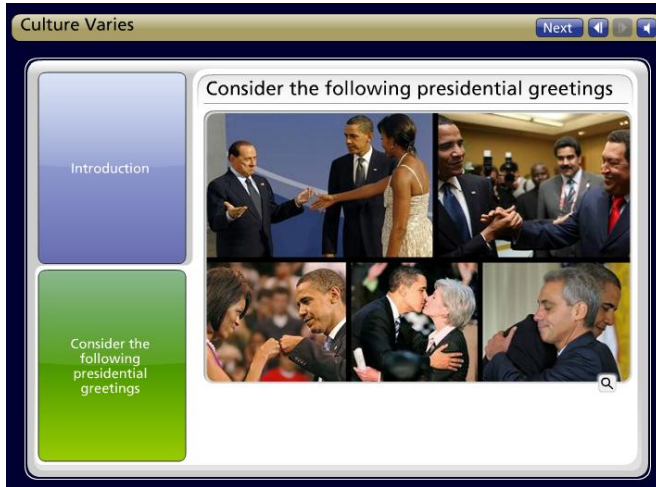 Culture Varies
Next
Introduction
Consider the
following
presidential
greetings
Consider the following presidential greetings